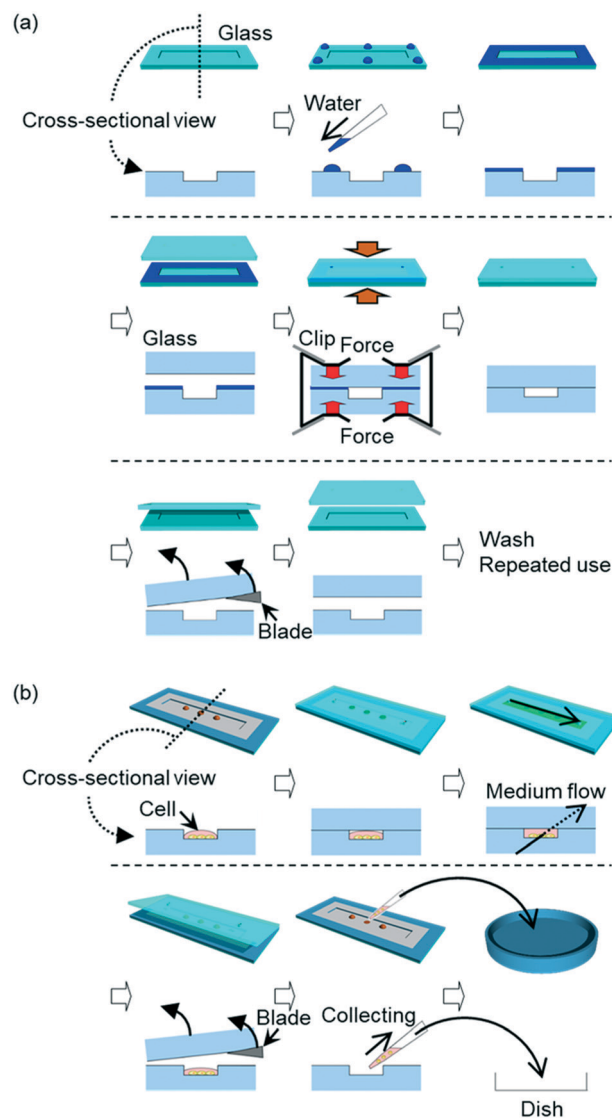 (a)
Glass
Cross-sectional view
Water
Glass
Clip
Force
Force
Blade
Wash
Repeated use
(b)
Cross-sectional view
Cell
Medium flow
Blade
Collecting
Dish